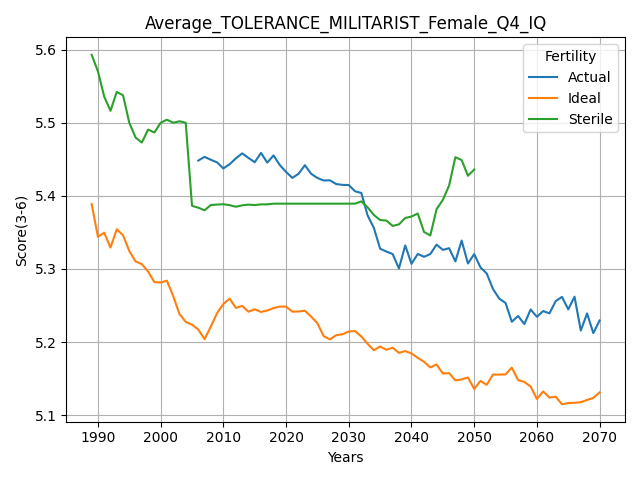 Average_TOLERANCE_MILITARIST_Female_Q4_IQ
Fertility
Actual
Ideal
Sterile
Score(3-6)
5.6
5.5
5.4
5.3
5.2
5.1
1990 2000 2010 2020 2030 2040 2050 2060 2070
Years